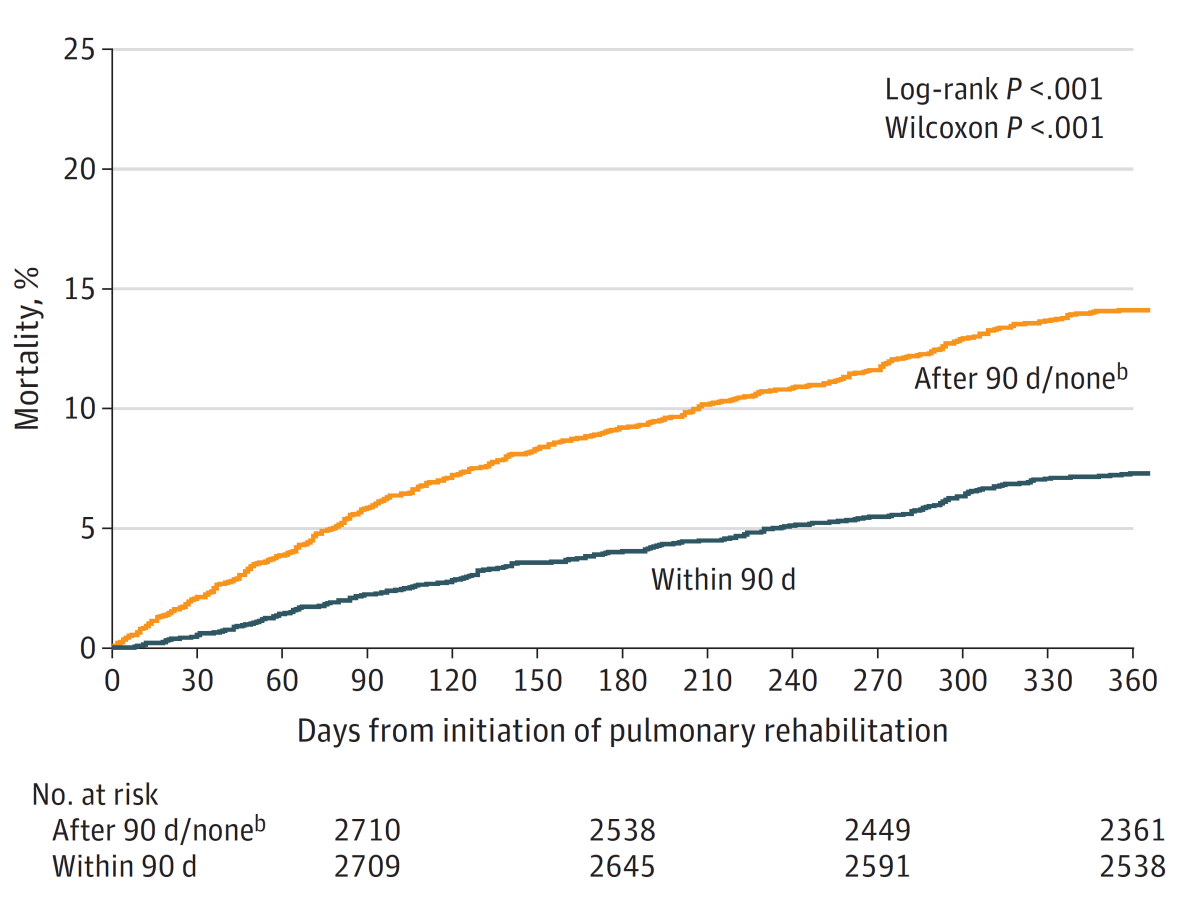 25
20
15
10
5
0
Mortality, %
Log-rank P <.001
Wilcoxon P <.001
After 90 d/noneᵇ
Within 90 d
0 30 60 90 120 150 180 210 240 270 300 330 360
Days from initiation of pulmonary rehabilitation
No. at risk
After 90 d/noneᵇ 2710 2538 2449 2361
Within 90 d 2709 2645 2591 2538